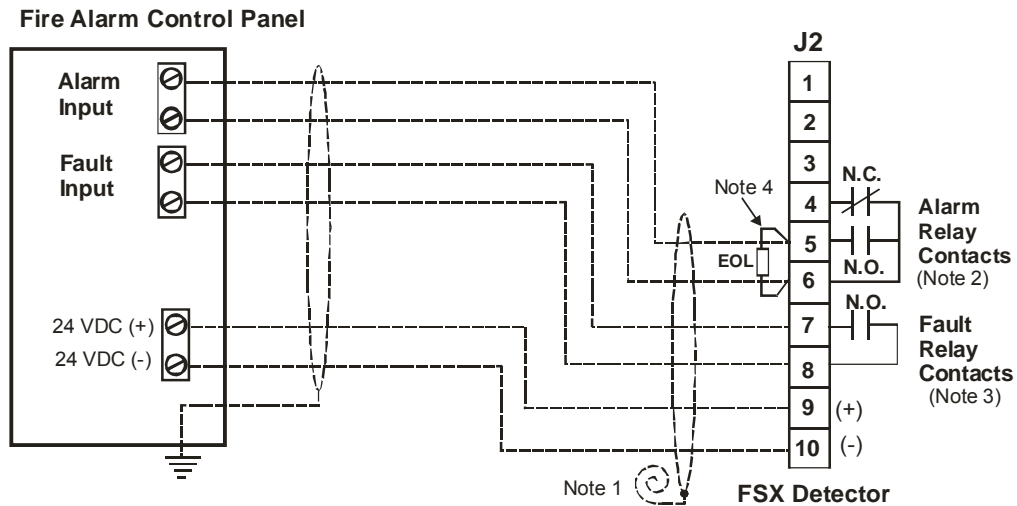 Fire Alarm Control Panel
Alarm
Input
Fault
Input
24 VDC (+)
24 VDC (-)
J2
1
2
3
4
5
6
7
8
9
10
N.C.
N.O.
N.O.
Alarm
Relay
Contacts
(Note 2)
Fault
Relay
Contacts
(Note 3)
(+)
(-)
Note 4
EOL
Note 1
FSX Detector